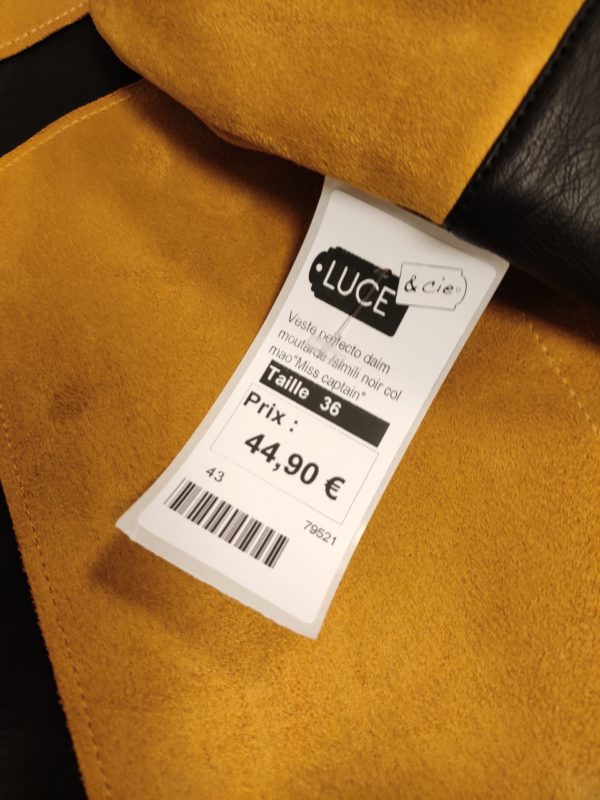 LUCE & cie
Veste perfecto daim
moutarde /simili noir col
mao"Miss captain"
Taille 36
Prix :
44,90 €
43
79521